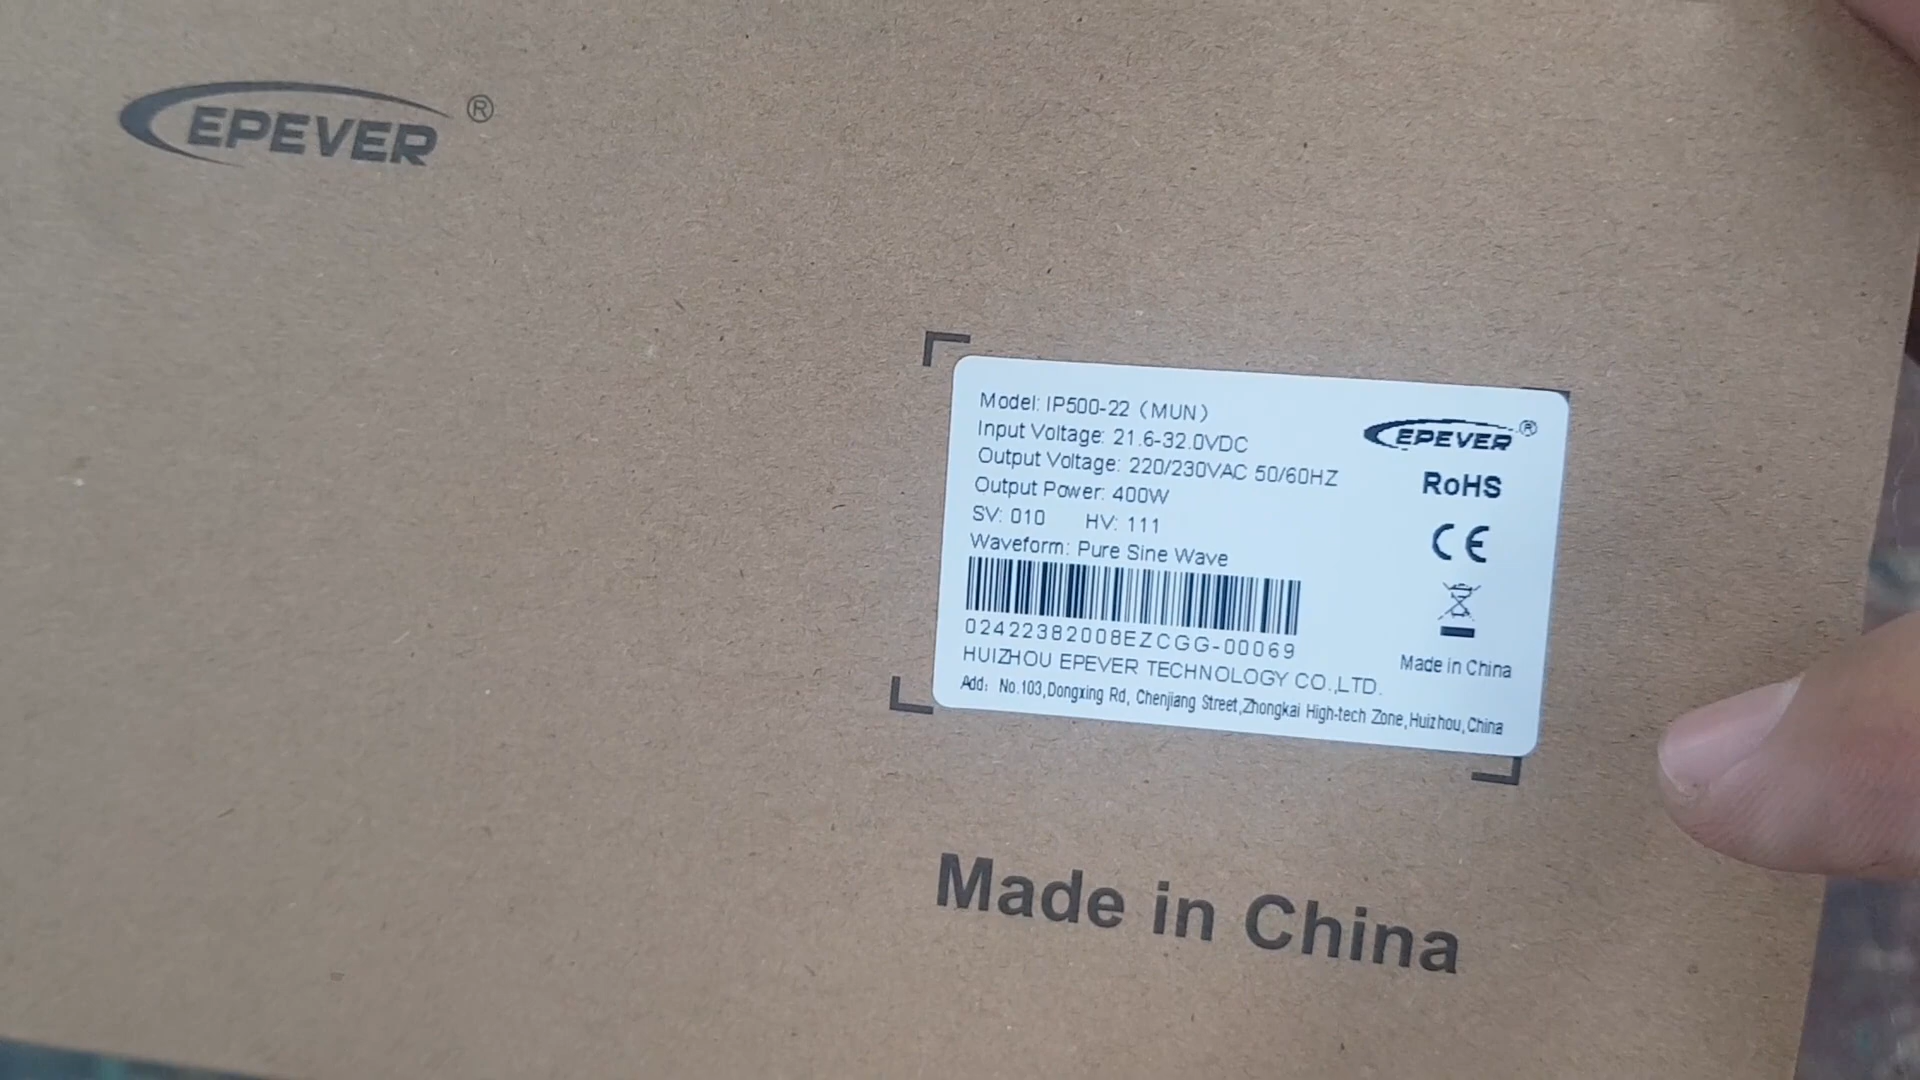 EPEVER ®
Model: IP500-22 (MUN)
Input Voltage: 21.6-32.0VDC
Output Voltage: 220/230VAC 50/60HZ
Output Power: 400W
SV: 010 HV: 111
Waveform: Pure Sine Wave
02422382008EZCGG-00069
HUIZHOU EPEVER TECHNOLOGY CO.,LTD.
Add: No.103,Dongxing Rd, Chenjiang Street,Zhongkai High-tech Zone,Huizhou,China
EPEVER ®
RoHS
CE
Made in China
Made in China